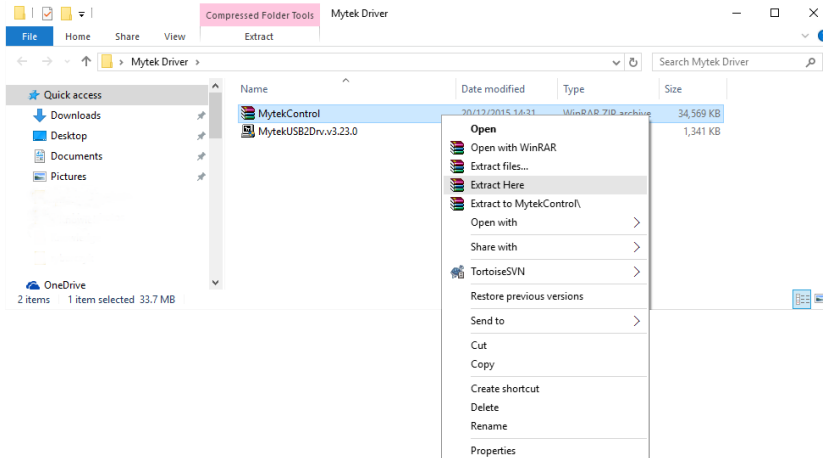 Compressed Folder Tools Mytek Driver
File Home Share View Extract
Mytek Driver Search Mytek Driver
Quick access
Downloads
Desktop
Documents
Pictures
OneDrive
Name Date modified Type Size
MytekControl 20/12/2015 14:31 WinRAR ZIP archive 34,569 KB
MytekUSB2Drv.v3.23.0 1,341 KB
Open
Open with WinRAR
Extract files...
Extract Here
Extract to MytekControl\
Open with
Share with
TortoiseSVN
Restore previous versions
Send to
Cut
Copy
Create shortcut
Delete
Rename
Properties
2 items 1 item selected 33.7 MB